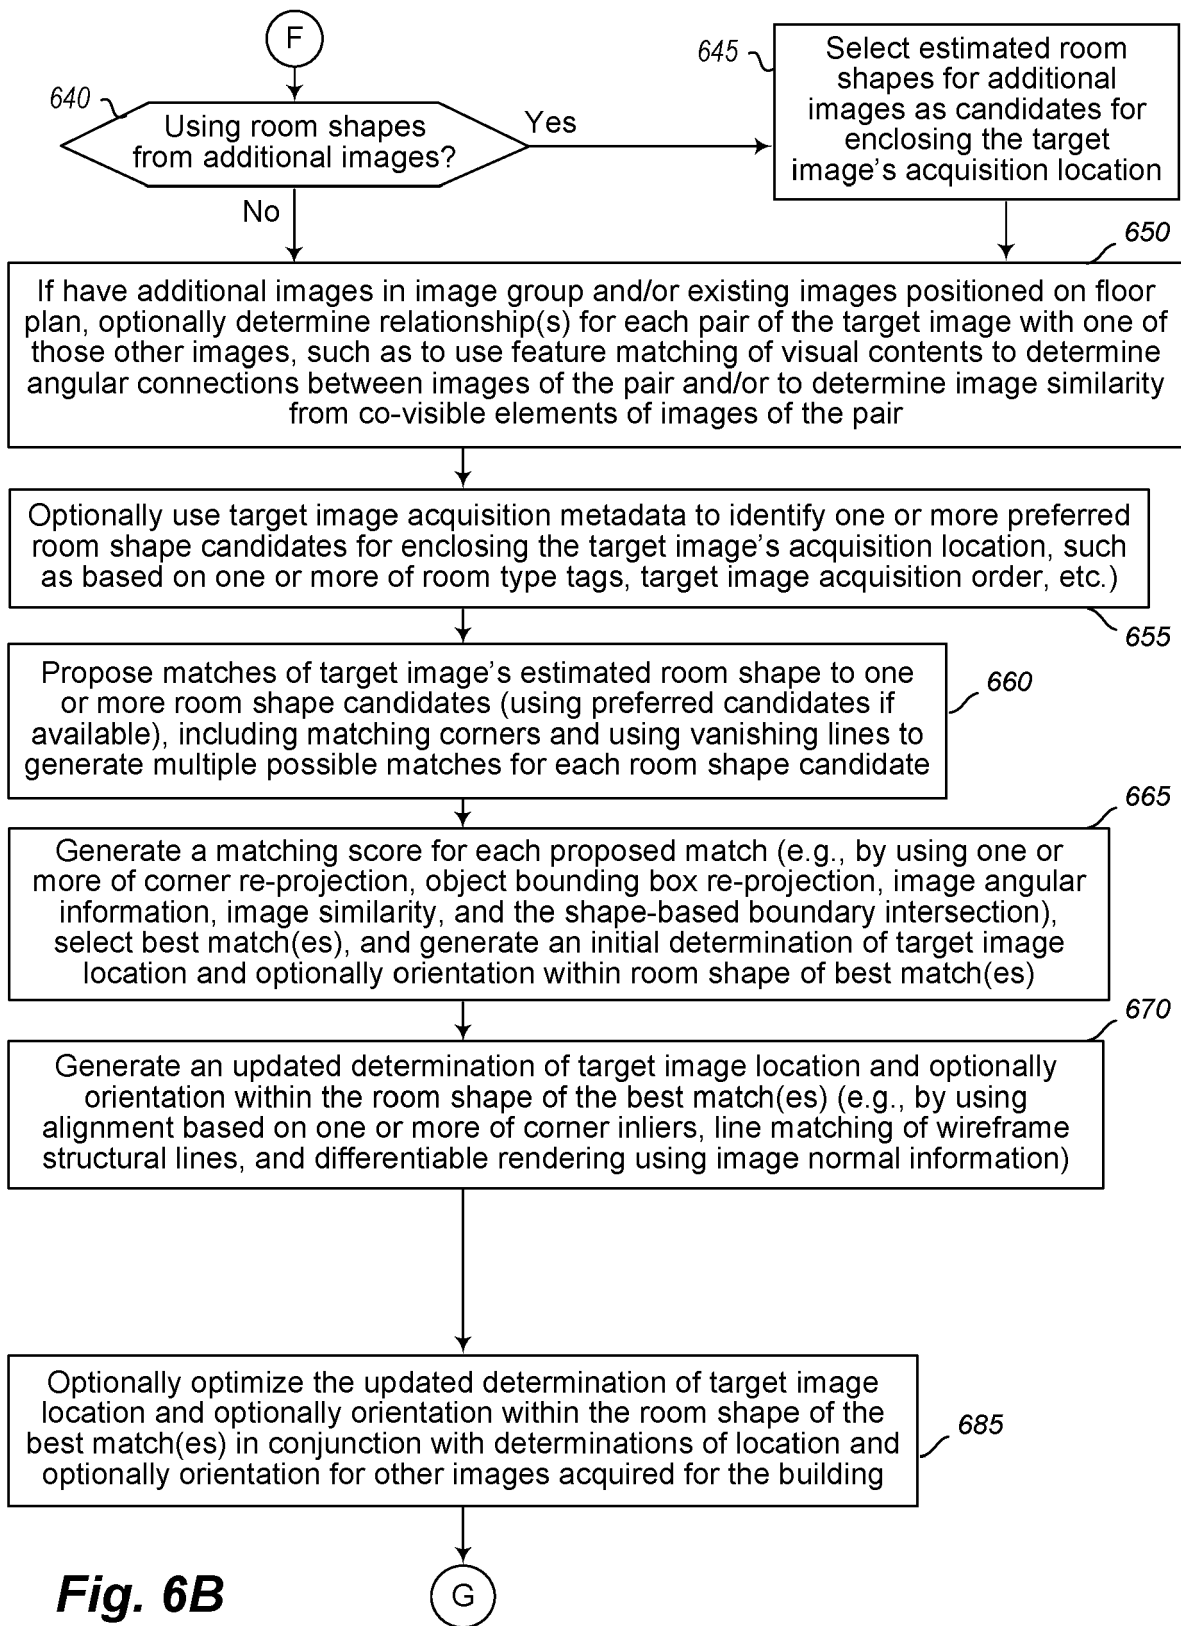 F
640
Using room shapes
from additional images?
Yes
No
645
Select estimated room
shapes for additional
images as candidates for
enclosing the target
image's acquisition location
650
If have additional images in image group and/or existing images positioned on floor
plan, optionally determine relationship(s) for each pair of the target image with one of
those other images, such as to use feature matching of visual contents to determine
angular connections between images of the pair and/or to determine image similarity
from co-visible elements of images of the pair
Optionally use target image acquisition metadata to identify one or more preferred
room shape candidates for enclosing the target image's acquisition location, such
as based on one or more of room type tags, target image acquisition order, etc.)
655
Propose matches of target image's estimated room shape to one
or more room shape candidates (using preferred candidates if
available), including matching corners and using vanishing lines to
generate multiple possible matches for each room shape candidate
660
665
Generate a matching score for each proposed match (e.g., by using one or
more of corner re-projection, object bounding box re-projection, image angular
information, image similarity, and the shape-based boundary intersection),
select best match(es), and generate an initial determination of target image
location and optionally orientation within room shape of best match(es)
670
Generate an updated determination of target image location and optionally
orientation within the room shape of the best match(es) (e.g., by using
alignment based on one or more of corner inliers, line matching of wireframe
structural lines, and differentiable rendering using image normal information)
Optionally optimize the updated determination of target image
location and optionally orientation within the room shape of the
best match(es) in conjunction with determinations of location and
optionally orientation for other images acquired for the building
685
Fig. 6B
G